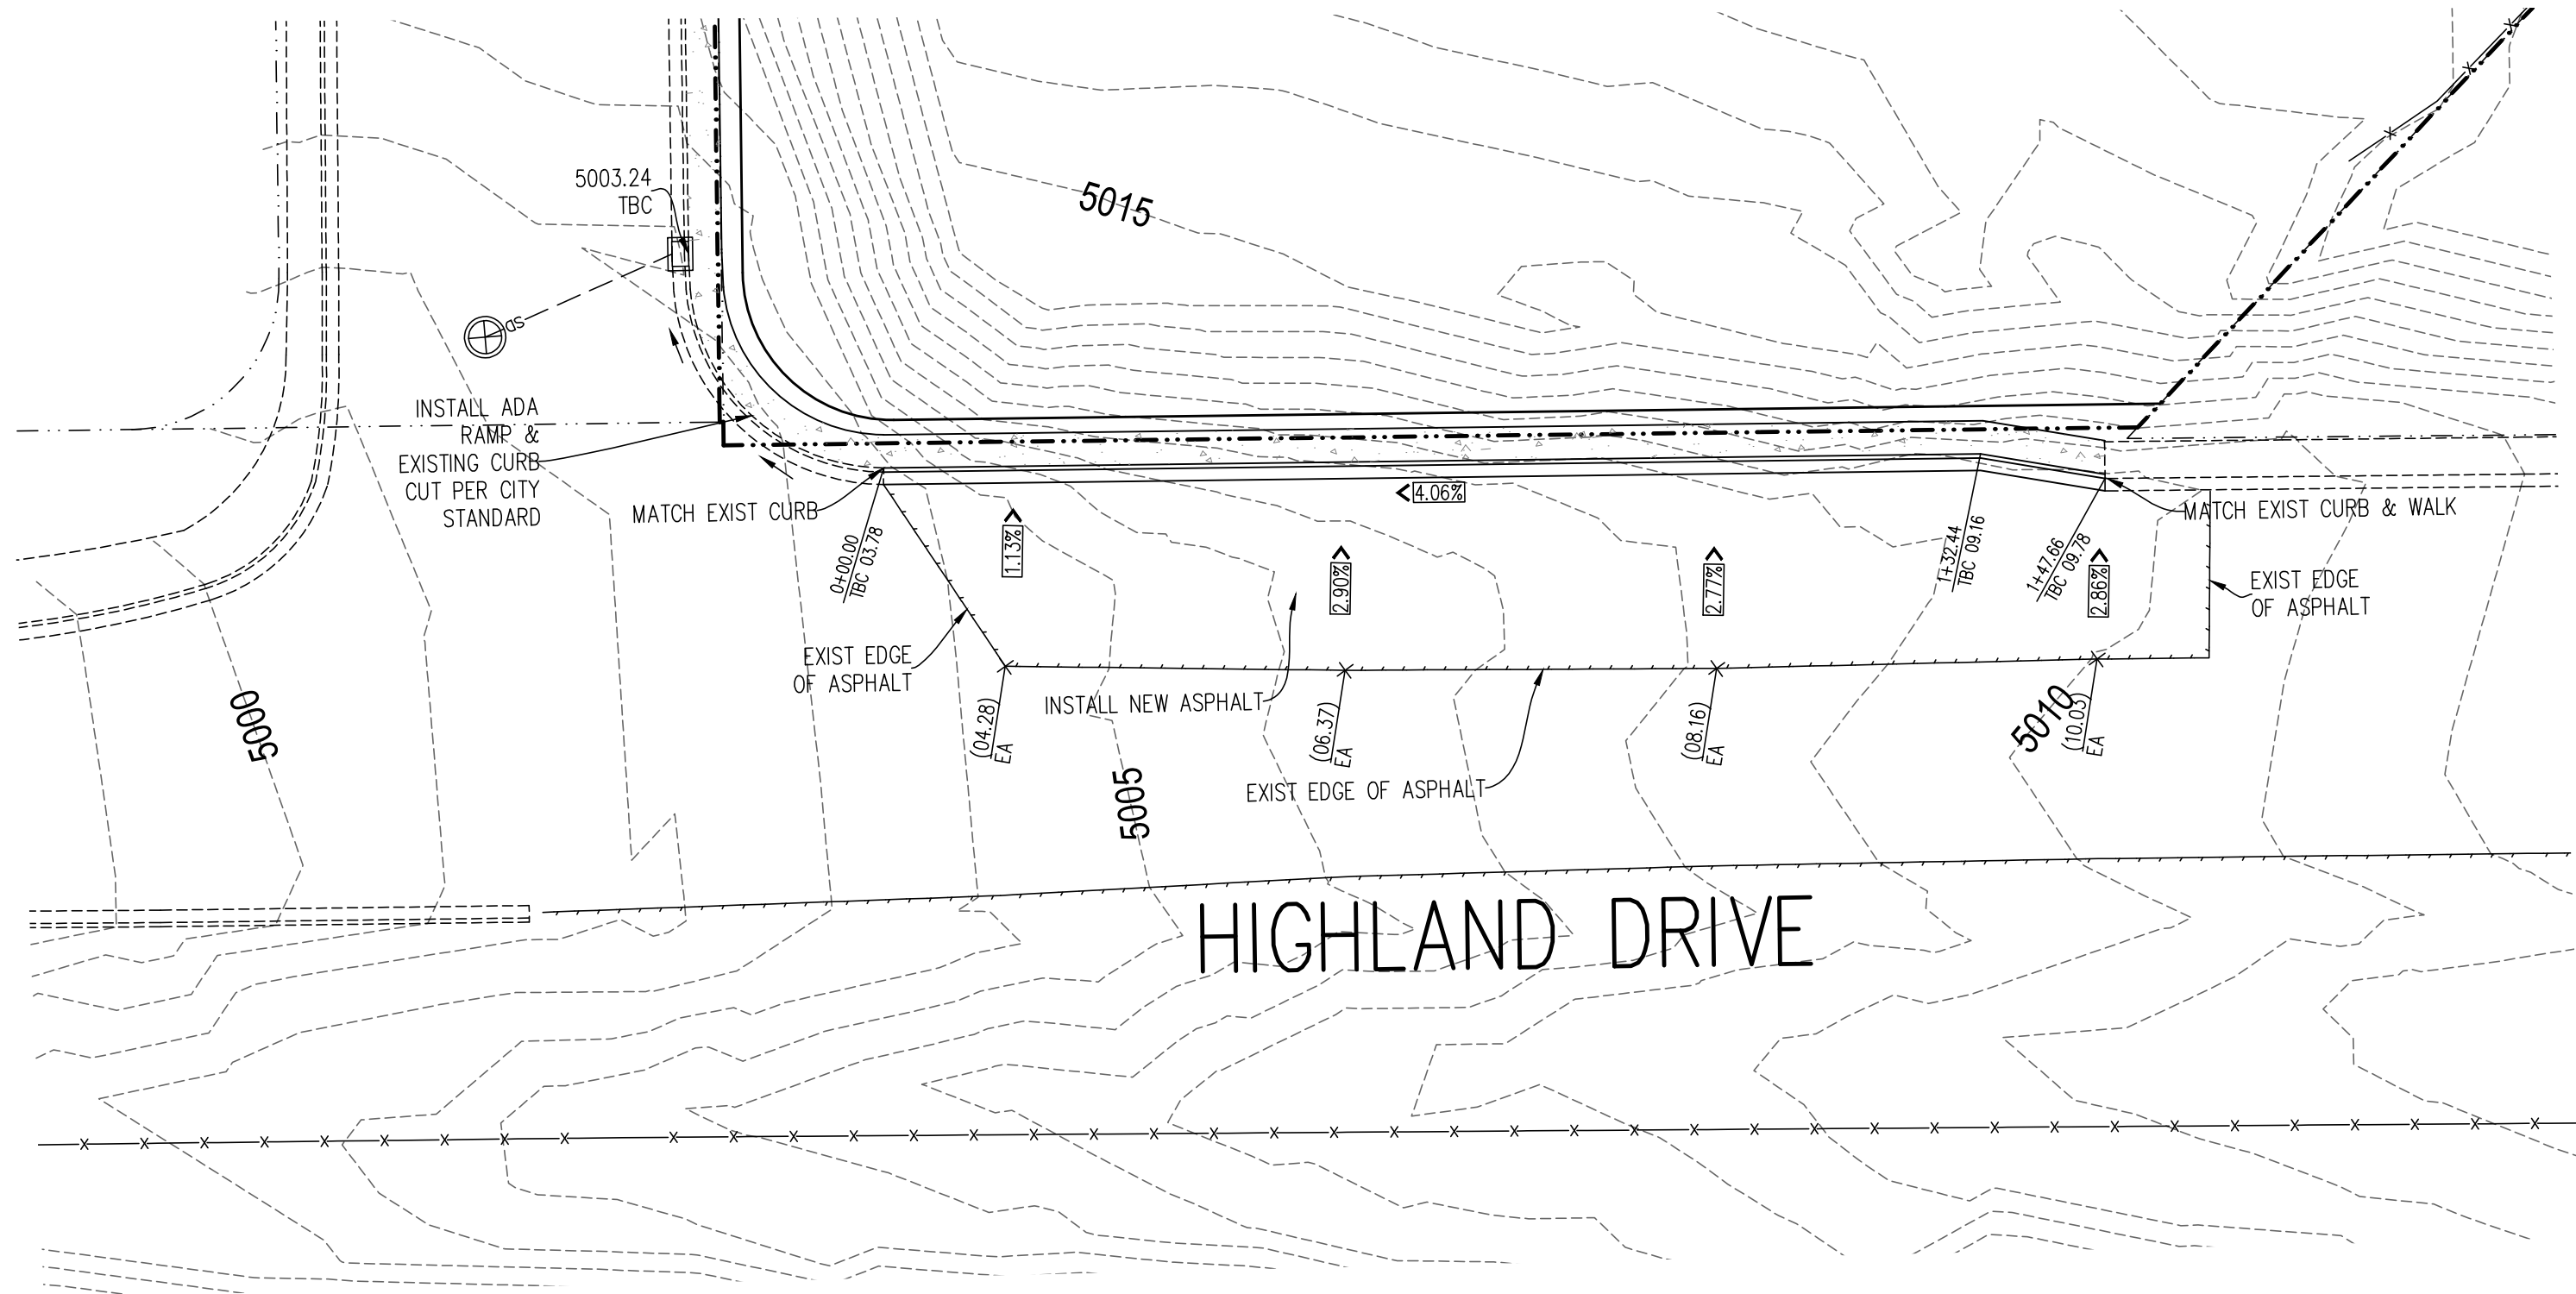 5015
5003.24
TBC
SD
INSTALL ADA
RAMP &
EXISTING CURB
CUT PER CITY
STANDARD
MATCH EXIST CURB
4.06%
MATCH EXIST CURB & WALK
0+00.00
TBC 03.78
1.13%
2.90%
2.77%
1+32.44
TBC 09.16
1+47.66
TBC 09.78
2.86%
EXIST EDGE
OF ASPHALT
EXIST EDGE
OF ASPHALT
INSTALL NEW ASPHALT
5000
(04.28)
EA
(06.37)
EA
(08.16)
EA
5010
(10.03)
EA
5005
EXIST EDGE OF ASPHALT
HIGHLAND DRIVE